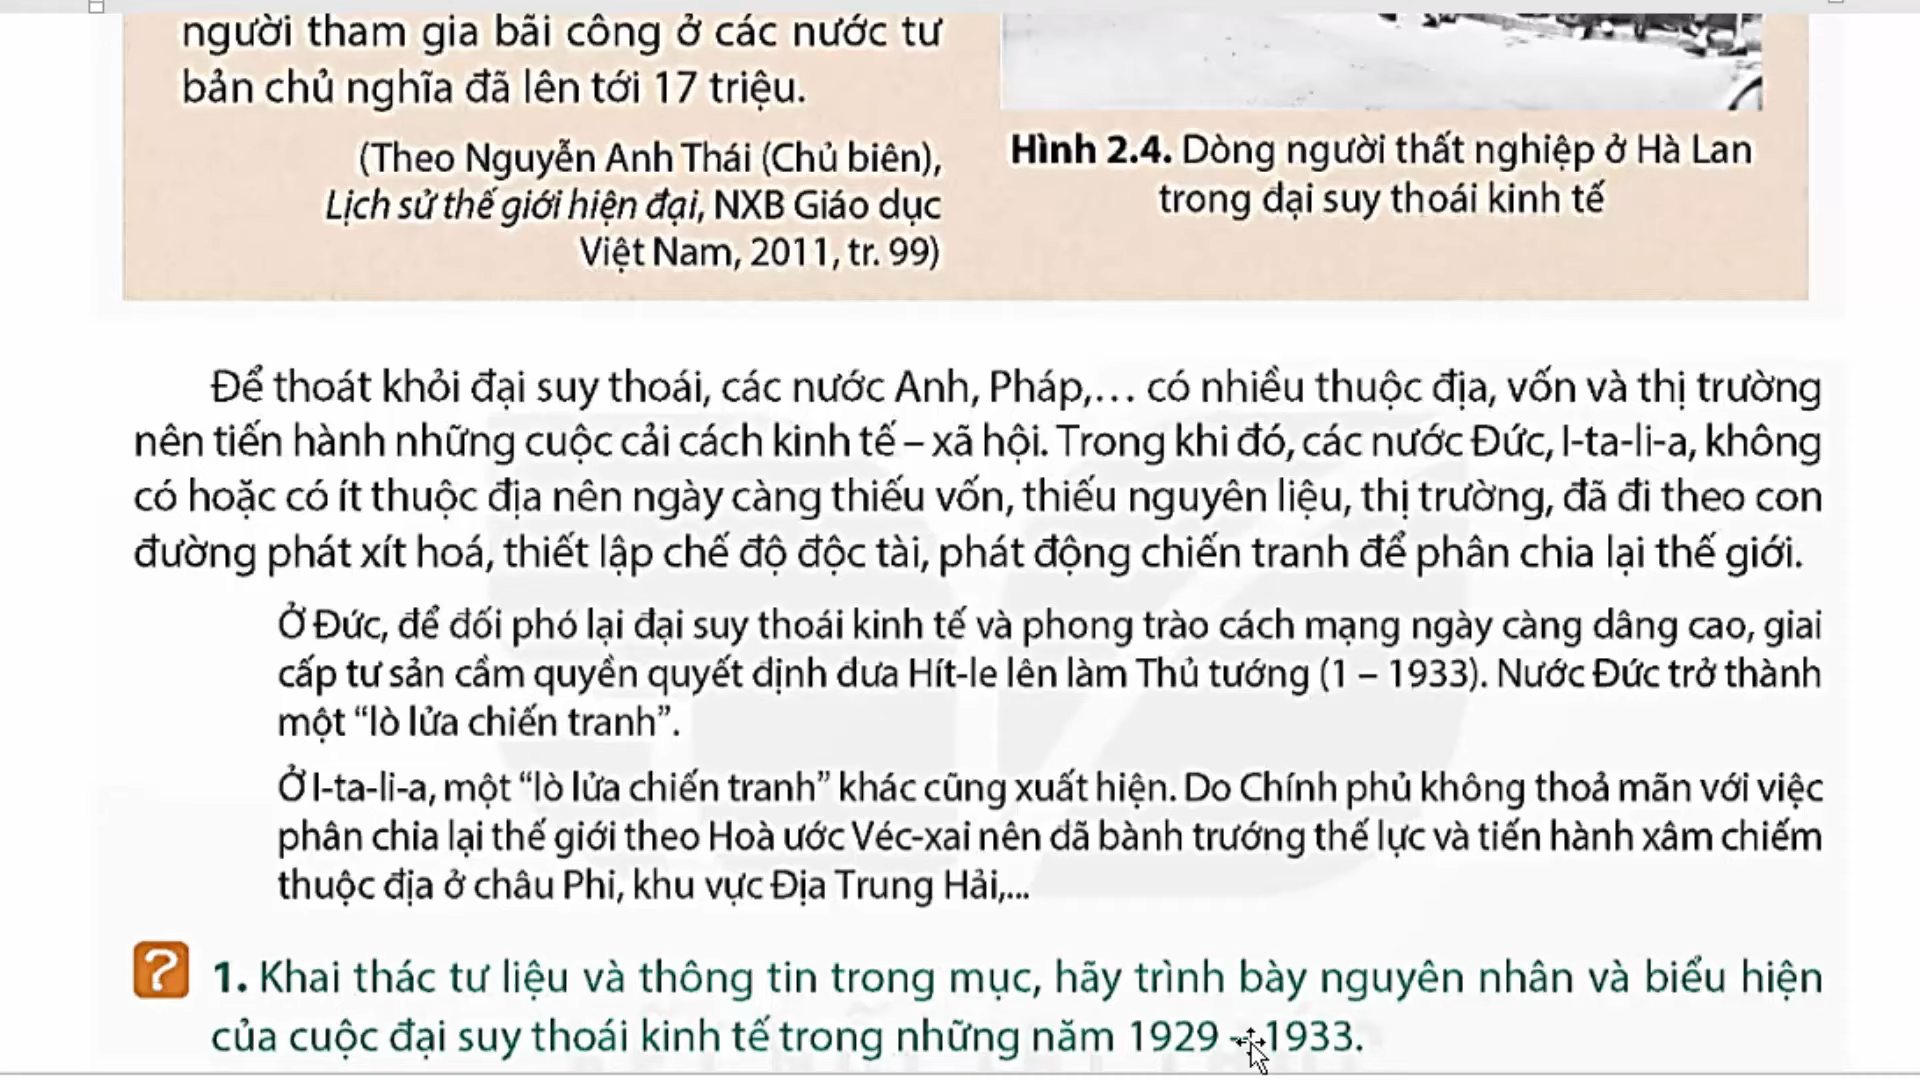 người tham gia bãi công ở các nước tư
bản chủ nghĩa đã lên tới 17 triệu.
(Theo Nguyễn Anh Thái (Chủ biên),
Lịch sử thế giới hiện đại, NXB Giáo dục
Việt Nam, 2011, tr. 99)
Hình 2.4. Dòng người thất nghiệp ở Hà Lan
trong đại suy thoái kinh tế
Để thoát khỏi đại suy thoái, các nước Anh, Pháp,... có nhiều thuộc địa, vốn và thị trường
nên tiến hành những cuộc cải cách kinh tế – xã hội. Trong khi đó, các nước Đức, I-ta-li-a, không
có hoặc có ít thuộc địa nên ngày càng thiếu vốn, thiếu nguyên liệu, thị trường, đã đi theo con
đường phát xít hoá, thiết lập chế độ độc tài, phát động chiến tranh để phân chia lại thế giới.
Ở Đức, để đối phó lại đại suy thoái kinh tế và phong trào cách mạng ngày càng dâng cao, giai
cấp tư sản cầm quyền quyết định đưa Hít-le lên làm Thủ tướng (1 – 1933). Nước Đức trở thành
một “lò lửa chiến tranh”.
Ở I-ta-li-a, một “lò lửa chiến tranh” khác cũng xuất hiện. Do Chính phủ không thoả mãn với việc
phân chia lại thế giới theo Hoà ước Véc-xai nên đã bành trướng thế lực và tiến hành xâm chiếm
thuộc địa ở châu Phi, khu vực Địa Trung Hải,...
? 1. Khai thác tư liệu và thông tin trong mục, hãy trình bày nguyên nhân và biểu hiện
của cuộc đại suy thoái kinh tế trong những năm 1929 – 1933.